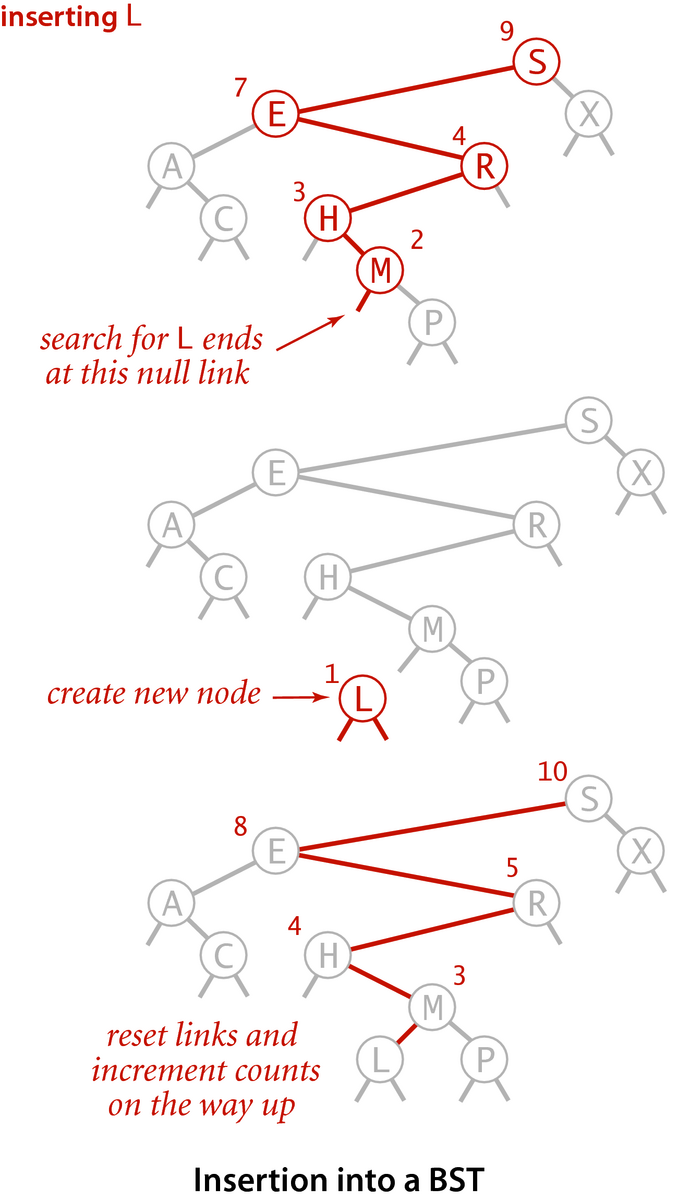 inserting L
9
S
7
E
X
4
A
R
3
C
H
2
M
P
search for L ends
at this null link
S
E
X
A
R
C
H
M
1
P
create new node
L
10
S
8
E
X
5
A
R
4
C
H
3
M
reset links and
L
P
increment counts
on the way up
Insertion into a BST